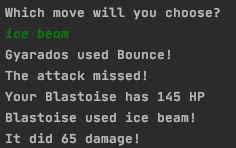 Which move will you choose?
ice beam
Gyarados used Bounce!
The attack missed!
Your Blastoise has 145 HP
Blastoise used ice beam!
It did 65 damage!